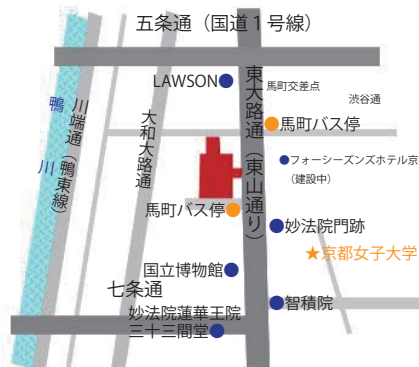 五条通（国道１号線）
LAWSON
馬町交差点
渋谷通
東大路通（東山通り）
馬町バス停
鴨川
川端通（鴨東線）
大和大路通
フォーシーズンズホテル京
（建設中）
馬町バス停
妙法院門跡
★京都女子大学
国立博物館
七条通
智積院
妙法院蓮華王院
三十三間堂